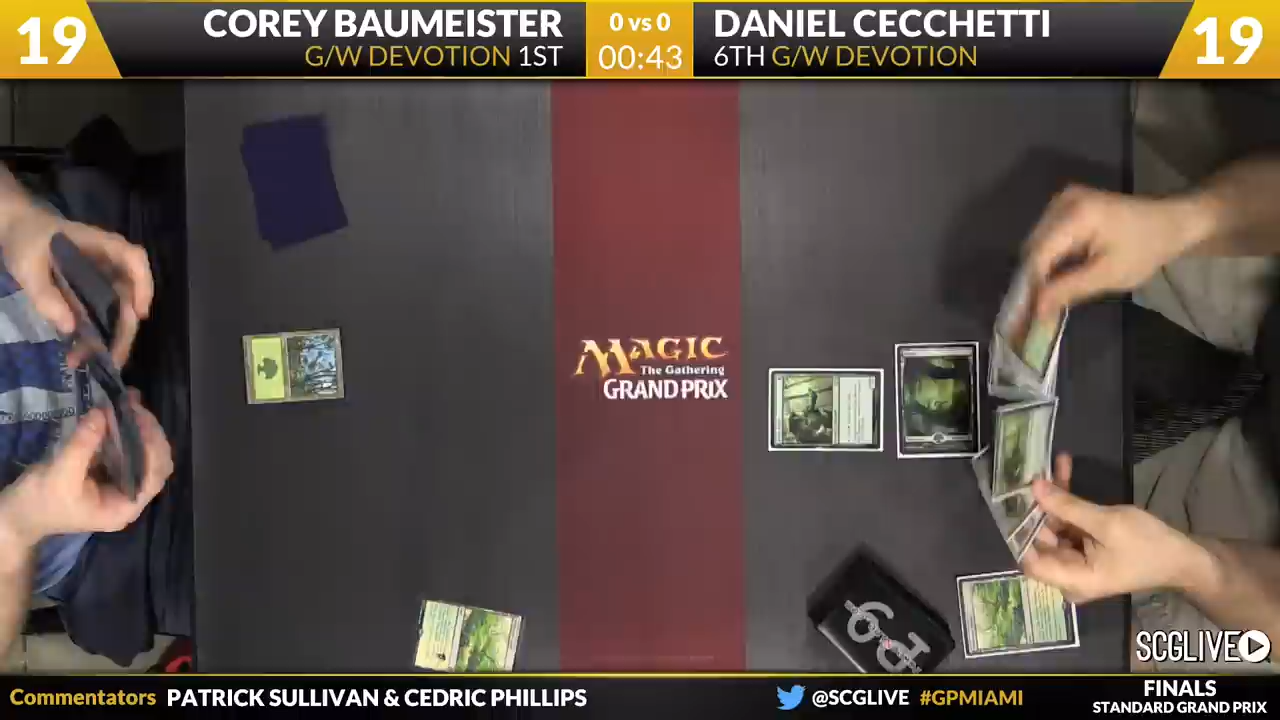 19
COREY BAUMEISTER
G/W DEVOTION 1ST
0 vs 0
00:43
DANIEL CECCHETTI
6TH G/W DEVOTION
19
MAGIC
The Gathering
GRAND PRIX
SCGLIVE
Commentators PATRICK SULLIVAN & CEDRIC PHILLIPS
@SCGLIVE #GPMIAMI
FINALS
STANDARD GRAND PRIX